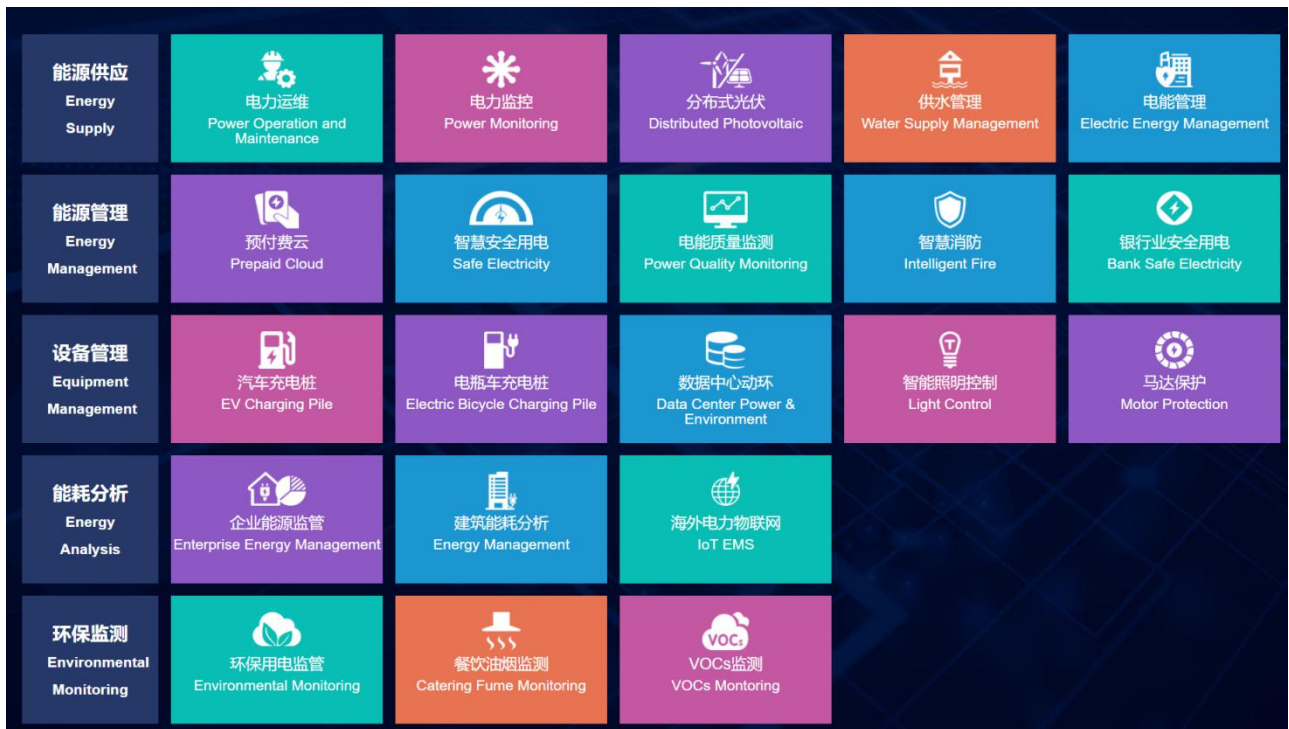 能源供应
Energy
Supply
电力运维
Power Operation and
Maintenance
电力监控
Power Monitoring
分布式光伏
Distributed Photovoltaic
供水管理
Water Supply Management
电能管理
Electric Energy Management
能源管理
Energy
Management
预付费云
Prepaid Cloud
智慧安全用电
Safe Electricity
电能质量监测
Power Quality Monitoring
智慧消防
Intelligent Fire
银行业安全用电
Bank Safe Electricity
设备管理
Equipment
Management
汽车充电桩
EV Charging Pile
电瓶车充电桩
Electric Bicycle Charging Pile
数据中心动环
Data Center Power &
Environment
智能照明控制
Light Control
马达保护
Motor Protection
能耗分析
Energy
Analysis
企业能源监管
Enterprise Energy Management
建筑能耗分析
Energy Management
海外电力物联网
IoT EMS
环保监测
Environmental
Monitoring
环保用电监管
Environmental Monitoring
餐饮油烟监测
Catering Fume Monitoring
VOCs
VOCs监测
VOCs Montoring